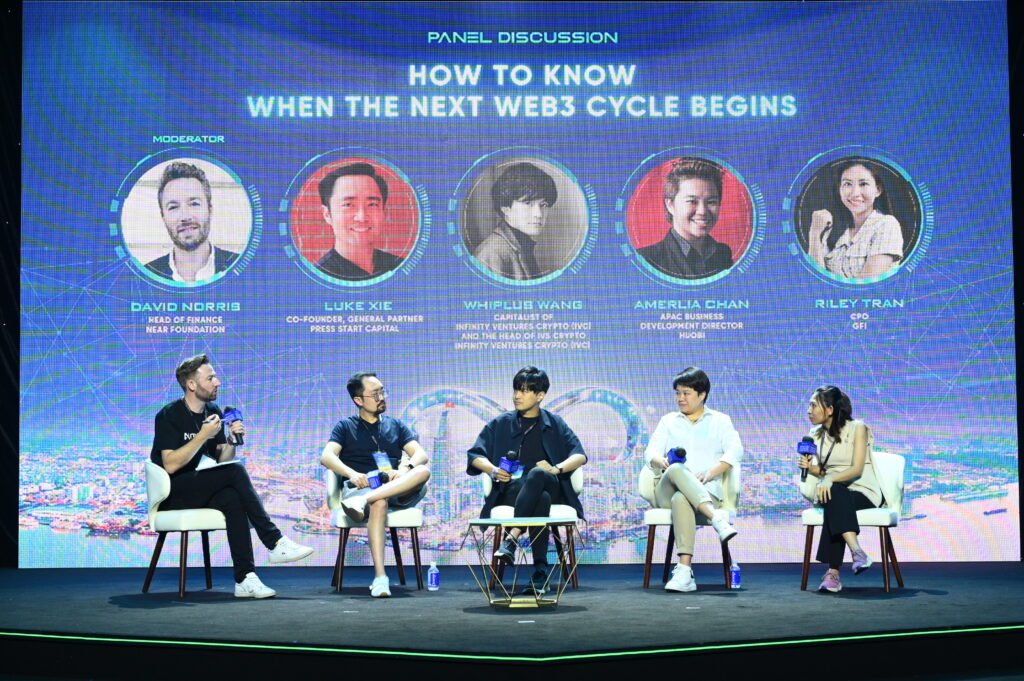 PANEL DISCUSSION
HOW TO KNOW
WHEN THE NEXT WEB3 CYCLE BEGINS
MODERATOR
DAVID NORRIS
HEAD OF FINANCE
NEAR FOUNDATION
LUKE XIE
CO-FOUNDER, GENERAL PARTNER
PRESS START CAPITAL
WHIPLUS WANG
CAPITALIST OF
INFINITY VENTURES CRYPTO (IVC)
AND THE HEAD OF IVS CRYPTO
INFINITY VENTURES CRYPTO (IVC)
AMERLIA CHAN
APAC BUSINESS
DEVELOPMENT DIRECTOR
HUOBI
RILEY TRAN
CPO
GFI